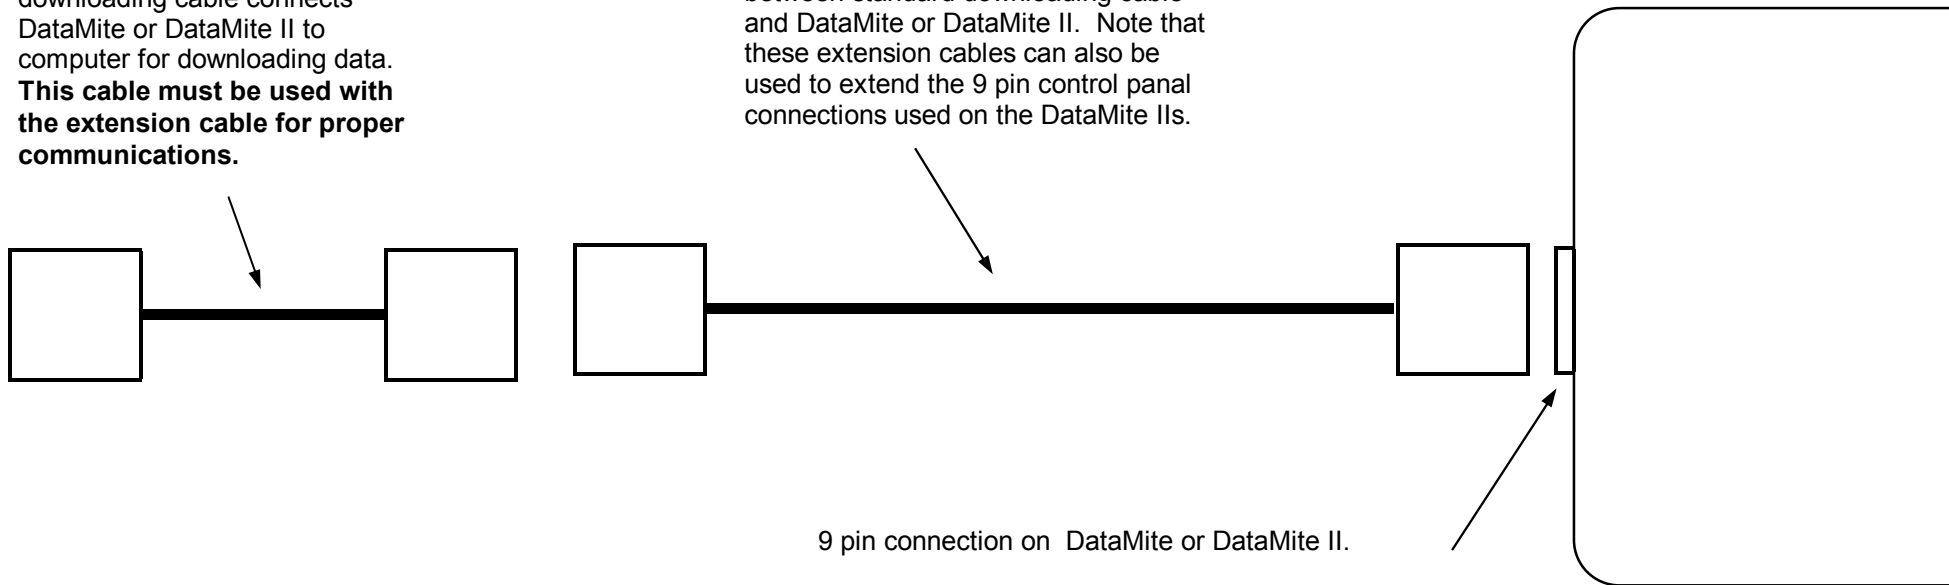 downloading cable connects
DataMite or DataMite II to
computer for downloading data.
This cable must be used with
the extension cable for proper
communications.
between standard downloading cable
and DataMite or DataMite II.  Note that
these extension cables can also be
used to extend the 9 pin control panal
connections used on the DataMite IIs.
9 pin connection on  DataMite or DataMite II.